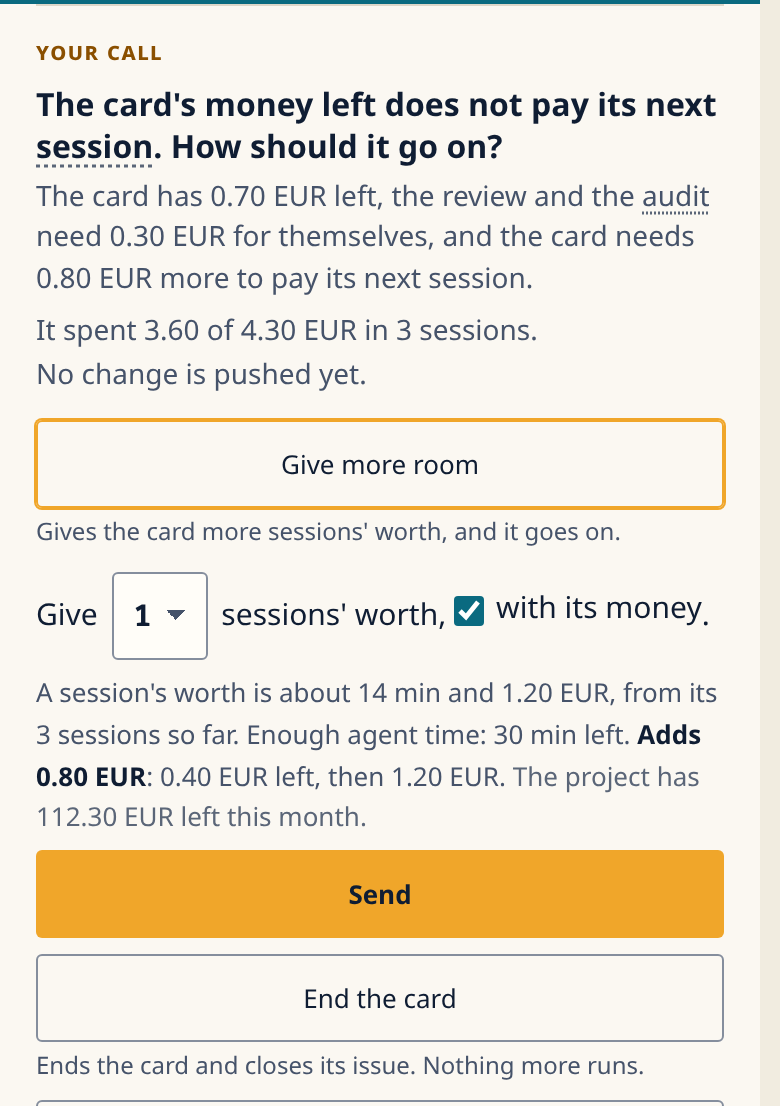 YOUR CALL
The card's money left does not pay its next
session. How should it go on?
The card has 0.70 EUR left, the review and the audit
need 0.30 EUR for themselves, and the card needs
0.80 EUR more to pay its next session.
It spent 3.60 of 4.30 EUR in 3 sessions.
No change is pushed yet.
Give more room
Gives the card more sessions' worth, and it goes on.
Give 1 sessions' worth, with its money.
A session's worth is about 14 min and 1.20 EUR, from its
3 sessions so far. Enough agent time: 30 min left. Adds
0.80 EUR: 0.40 EUR left, then 1.20 EUR. The project has
112.30 EUR left this month.
Send
End the card
Ends the card and closes its issue. Nothing more runs.